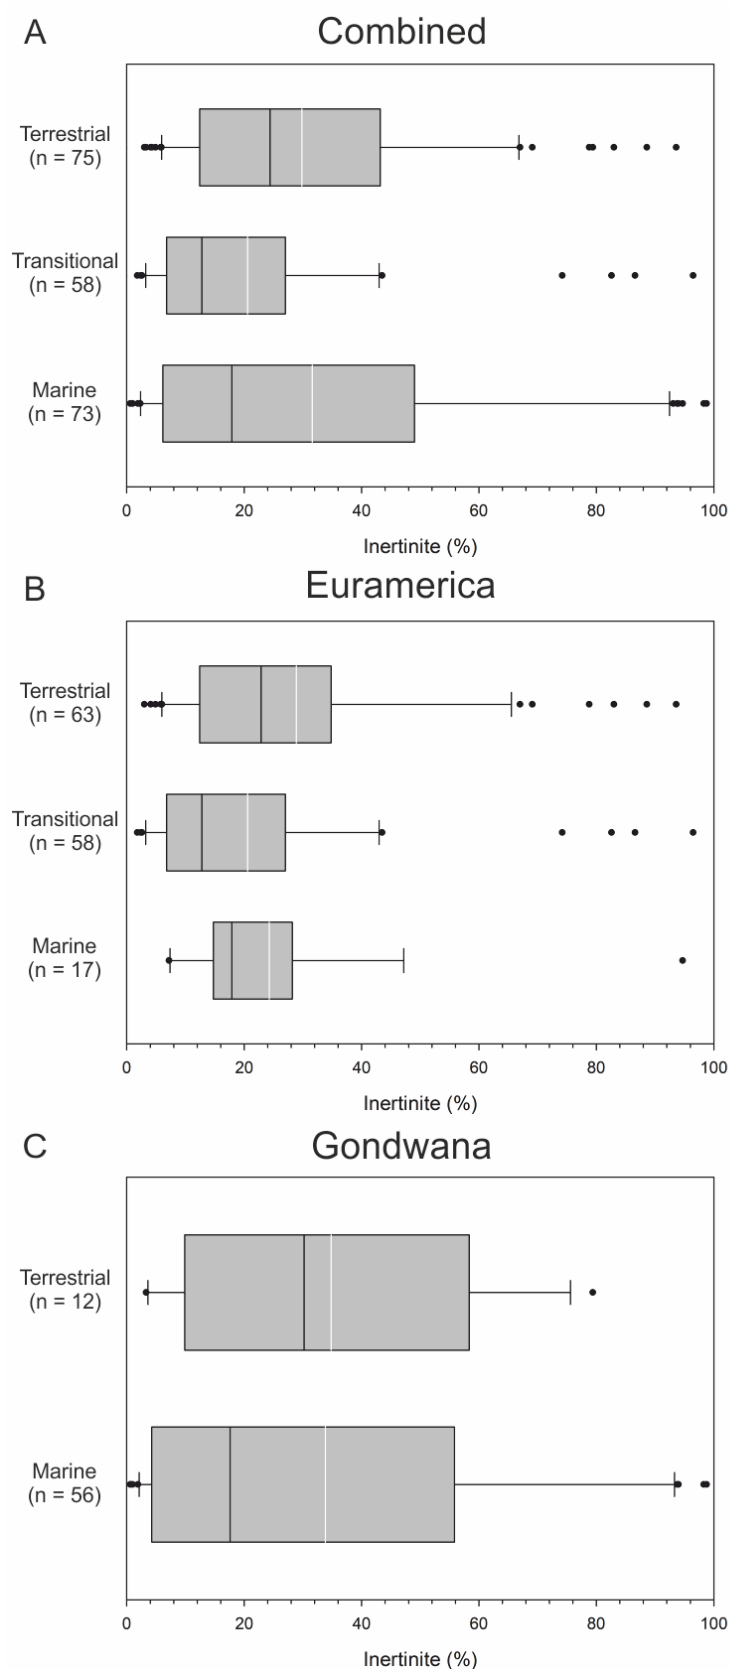 A
Combined
Terrestrial
(n = 75)
Transitional
(n = 58)
Marine
(n = 73)
0 20 40 60 80 100
Inertinite (%)
B
Euramerica
Terrestrial
(n = 63)
Transitional
(n = 58)
Marine
(n = 17)
0 20 40 60 80 100
Inertinite (%)
C
Gondwana
Terrestrial
(n = 12)
Marine
(n = 56)
0 20 40 60 80 100
Inertinite (%)